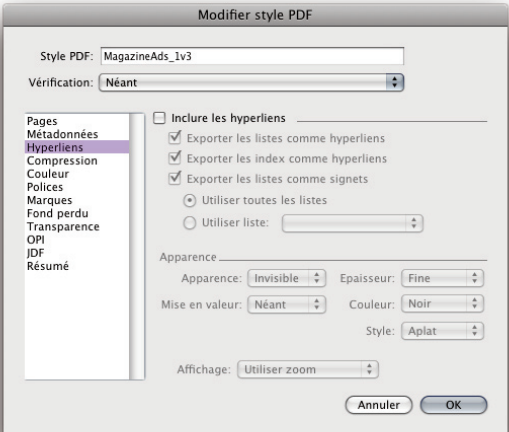 Modifier style PDF
Style PDF: MagazineAds_1v3
Vérification: Néant
Pages
Métadonnées
Hyperliens
Compression
Couleur
Polices
Marques
Fond perdu
Transparence
OPI
JDF
Résumé
Inclure les hyperliens
Exporter les listes comme hyperliens
Exporter les index comme hyperliens
Exporter les listes comme signets
Utiliser toutes les listes
Utiliser liste:
Apparence
Apparence: Invisible Epaisseur: Fine
Mise en valeur: Néant Couleur: Noir
Style: Aplat
Affichage: Utiliser zoom
Annuler OK